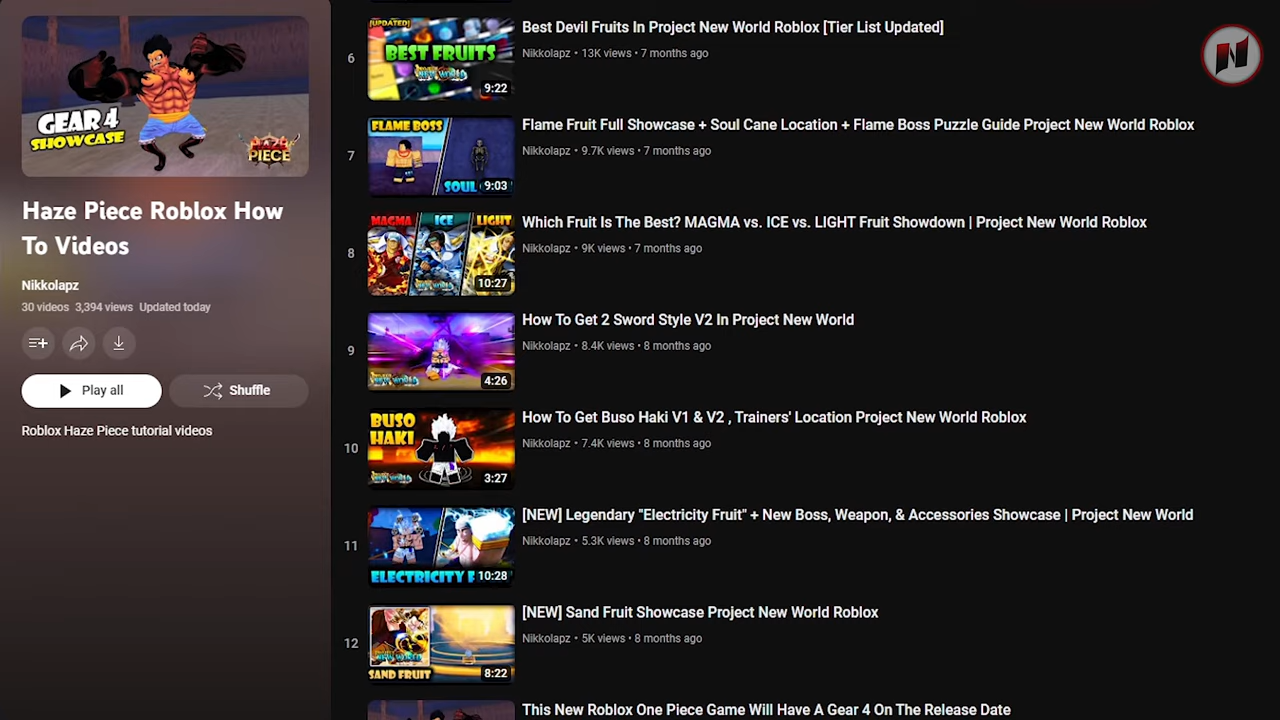 GEAR 4
SHOWCASE
HAZE
PIECE
Haze Piece Roblox How
To Videos
Nikkolapz
30 videos 3,394 views Updated today
Play all
Shuffle
Roblox Haze Piece tutorial videos
6
[UPDATED]
BEST FRUITS
NEW WORLD
9:22
Best Devil Fruits In Project New World Roblox [Tier List Updated]
Nikkolapz • 13K views • 7 months ago
7
FLAME BOSS
SOUL
9:03
Flame Fruit Full Showcase + Soul Cane Location + Flame Boss Puzzle Guide Project New World Roblox
Nikkolapz • 9.7K views • 7 months ago
8
MAGMA ICE LIGHT
NEW WORLD
10:27
Which Fruit Is The Best? MAGMA vs. ICE vs. LIGHT Fruit Showdown | Project New World Roblox
Nikkolapz • 9K views • 7 months ago
9
NEW WORLD
4:26
How To Get 2 Sword Style V2 In Project New World
Nikkolapz • 8.4K views • 8 months ago
10
BUSO
HAKI
NEW WORLD
3:27
How To Get Buso Haki V1 & V2 , Trainers' Location Project New World Roblox
Nikkolapz • 7.4K views • 8 months ago
11
ELECTRICITY F
10:28
[NEW] Legendary "Electricity Fruit" + New Boss, Weapon, & Accessories Showcase | Project New World
Nikkolapz • 5.3K views • 8 months ago
12
NEW WORLD
SAND FRUIT
8:22
[NEW] Sand Fruit Showcase Project New World Roblox
Nikkolapz • 5K views • 8 months ago
This New Roblox One Piece Game Will Have A Gear 4 On The Release Date
N